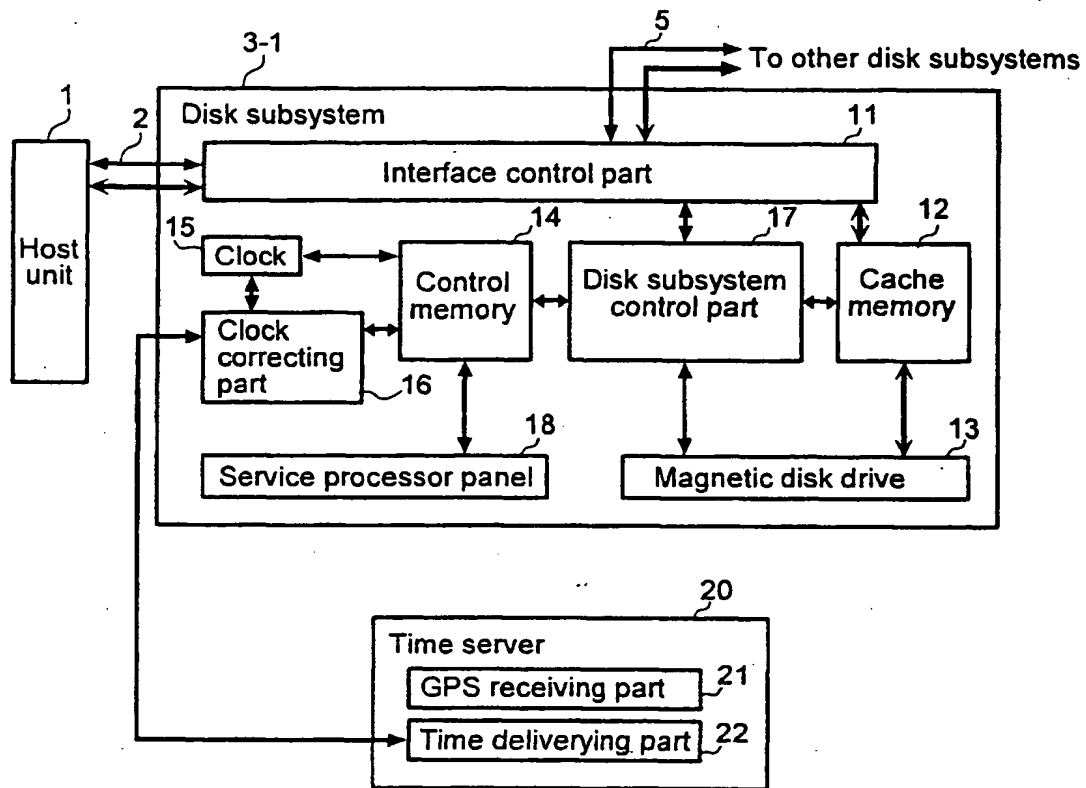 5
To other disk subsystems
3-1
1
2
Disk subsystem
11
Interface control part
Host
unit
15
Clock
14
Control
memory
17
Disk subsystem
control part
12
Cache
memory
Clock
correcting
part
16
18
Service processor panel
13
Magnetic disk drive
20
Time server
GPS receiving part
21
Time deliverying part
22